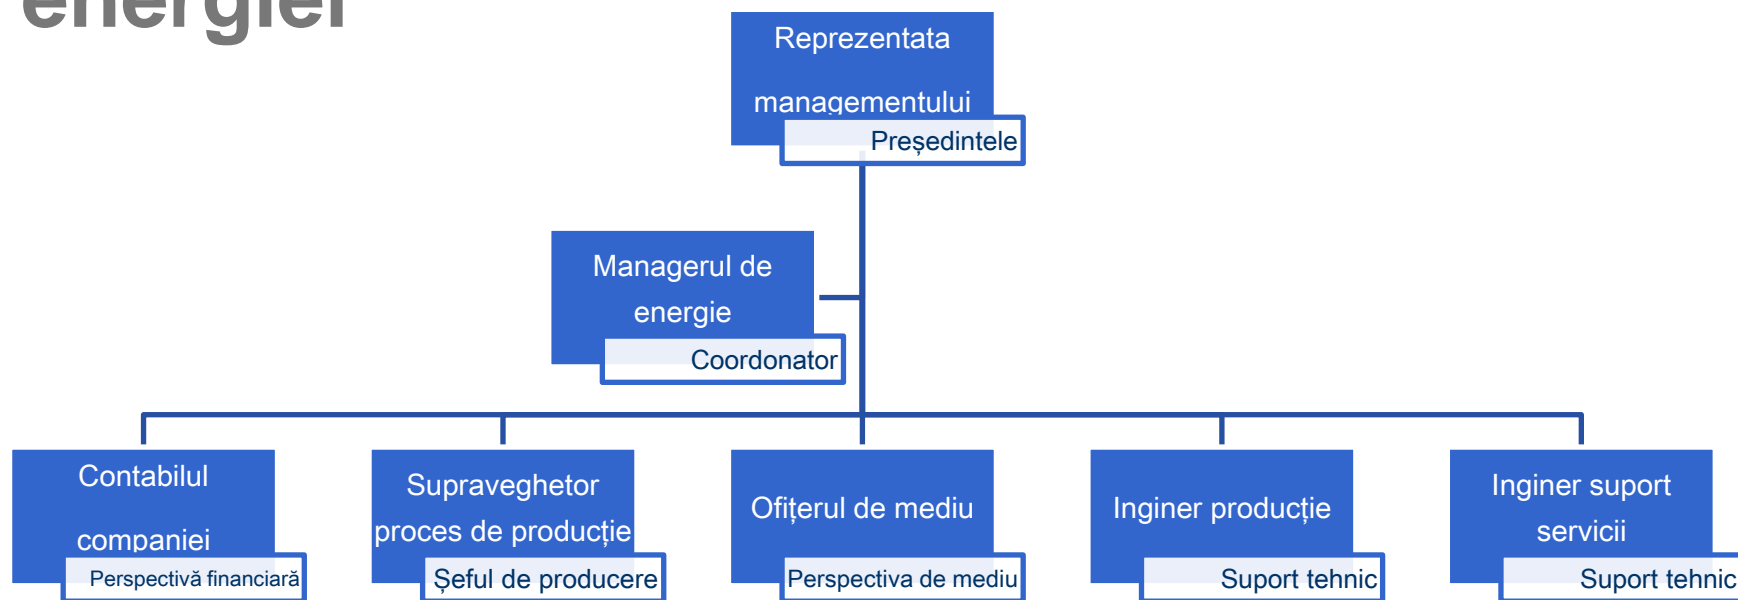 energiei
Reprezentata
managementului
Președintele
Managerul de
energie
Coordonator
Contabilul
companiei
Perspectivă financiară
Supraveghetor
proces de producție
Șeful de producere
Ofițerul de mediu
Perspectiva de mediu
Inginer producție
Suport tehnic
Inginer suport
servicii
Suport tehnic